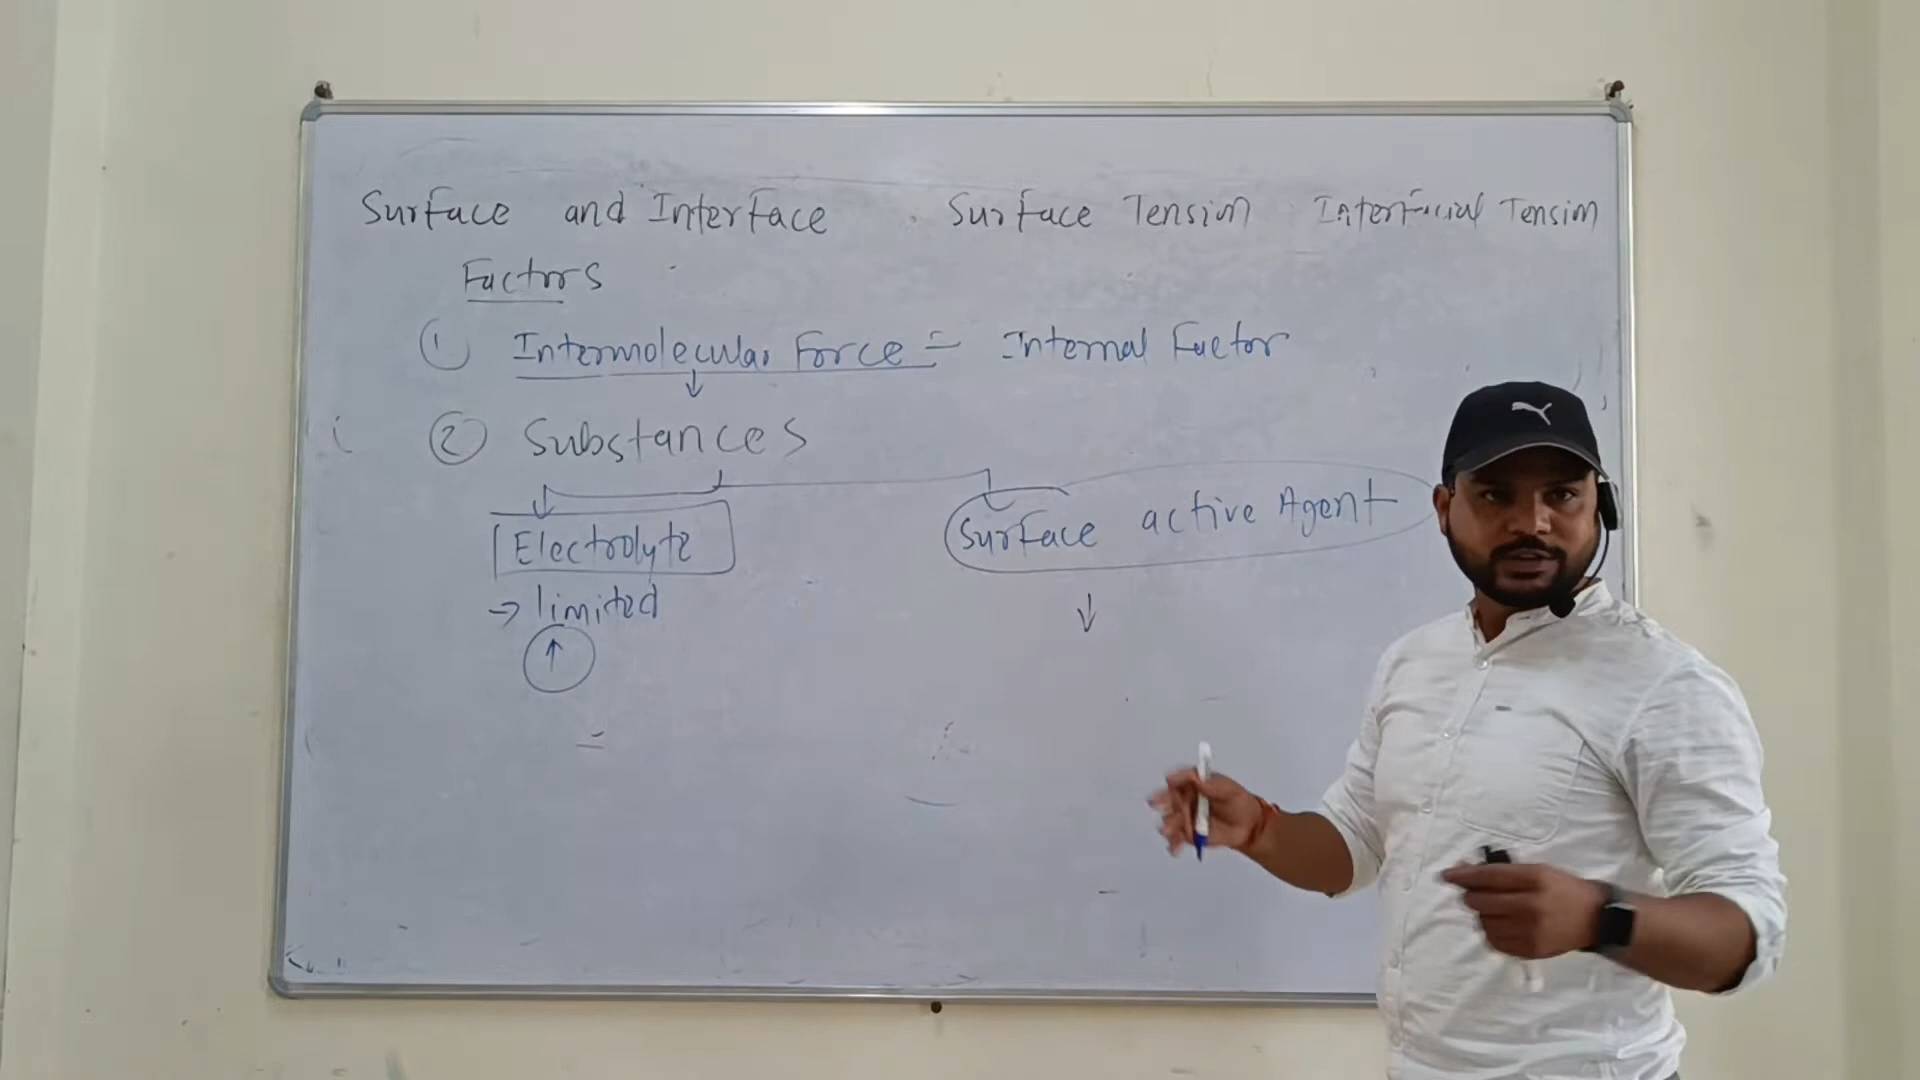 Surface and Interface Surface Tension Interfacial Tension
Factors
① Intermolecular Force = Internal Factor
↓
② Substances
Electrolyte Surface active Agent
→ limited ↓
↑